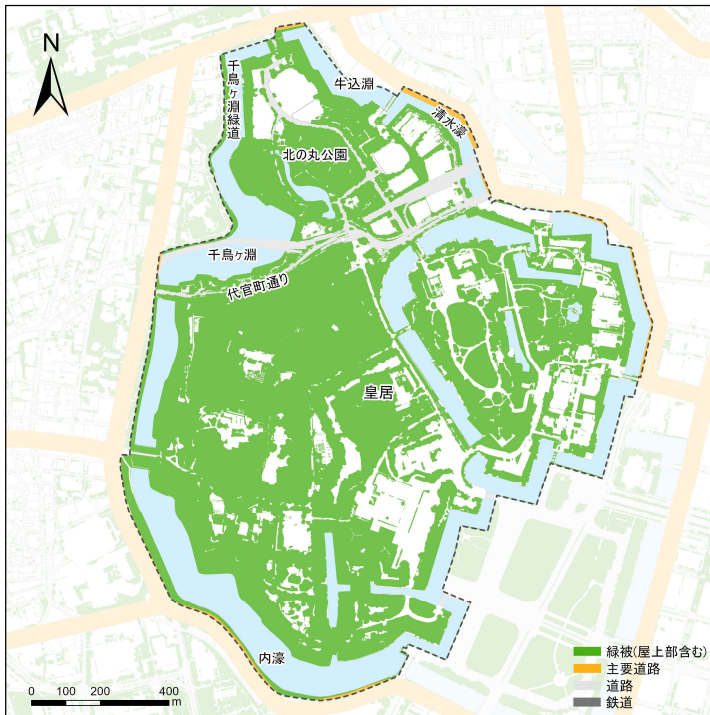 N
千鳥ヶ淵緑道
牛込淵
清水濠
北の丸公園
千鳥ヶ淵
代官町通り
皇居
内濠
緑被(屋上部含む)
主要道路
道路
鉄道
0 100 200 400
m